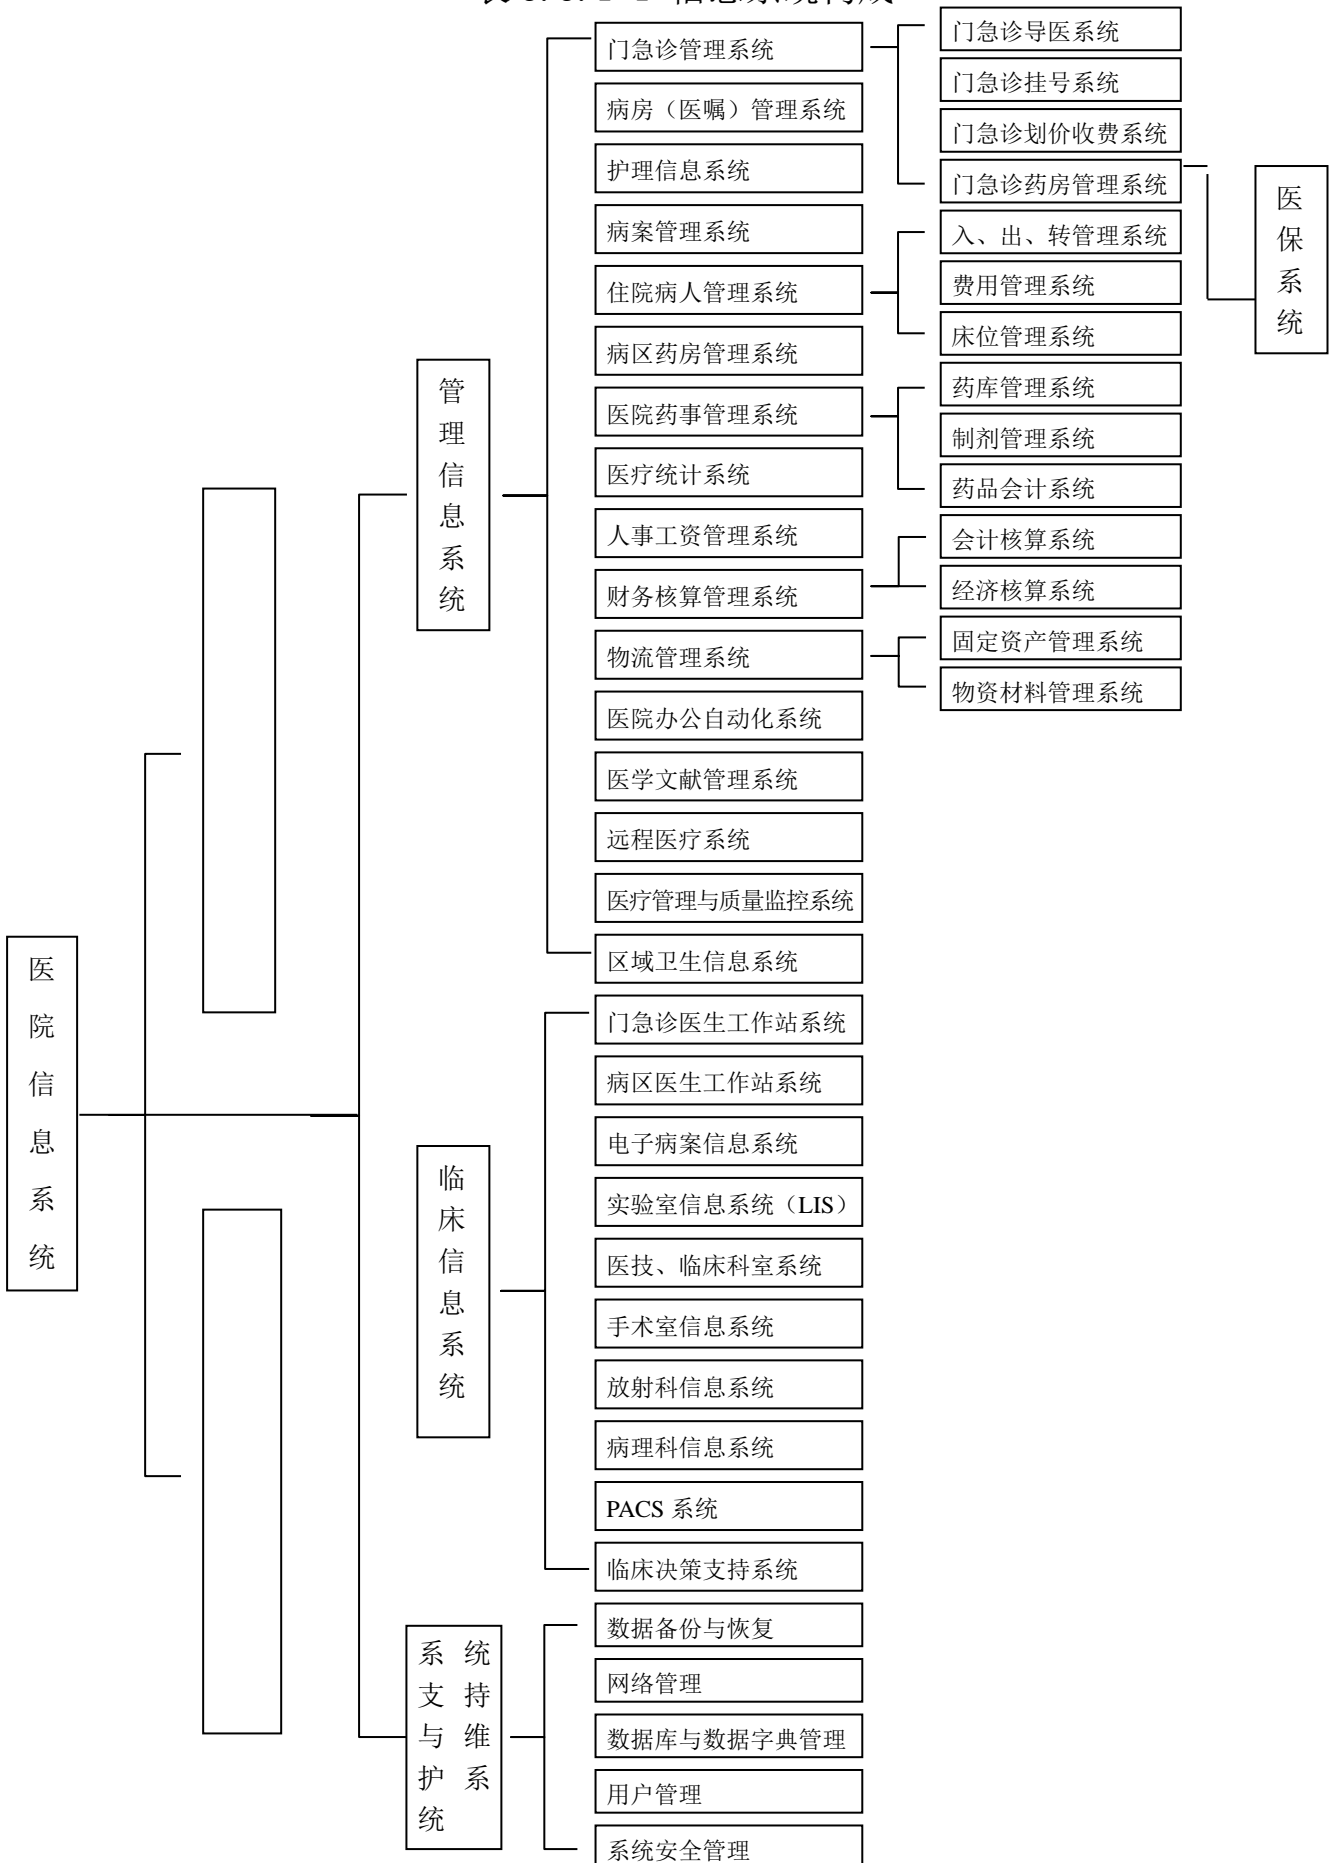 医院信息系统
管理信息系统
门急诊管理系统
病房（医嘱）管理系统
护理信息系统
病案管理系统
住院病人管理系统
病区药房管理系统
医院药事管理系统
医疗统计系统
人事工资管理系统
财务核算管理系统
物流管理系统
医院办公自动化系统
医学文献管理系统
远程医疗系统
医疗管理与质量监控系统
区域卫生信息系统
门急诊导医系统
门急诊挂号系统
门急诊划价收费系统
门急诊药房管理系统
入、出、转管理系统
费用管理系统
床位管理系统
药库管理系统
制剂管理系统
药品会计系统
会计核算系统
经济核算系统
固定资产管理系统
物资材料管理系统
医保系统
临床信息系统
门急诊医生工作站系统
病区医生工作站系统
电子病案信息系统
实验室信息系统（LIS）
医技、临床科室系统
手术室信息系统
放射科信息系统
病理科信息系统
PACS 系统
临床决策支持系统
系统
支持
与维
护系
统
数据备份与恢复
网络管理
数据库与数据字典管理
用户管理
系统安全管理